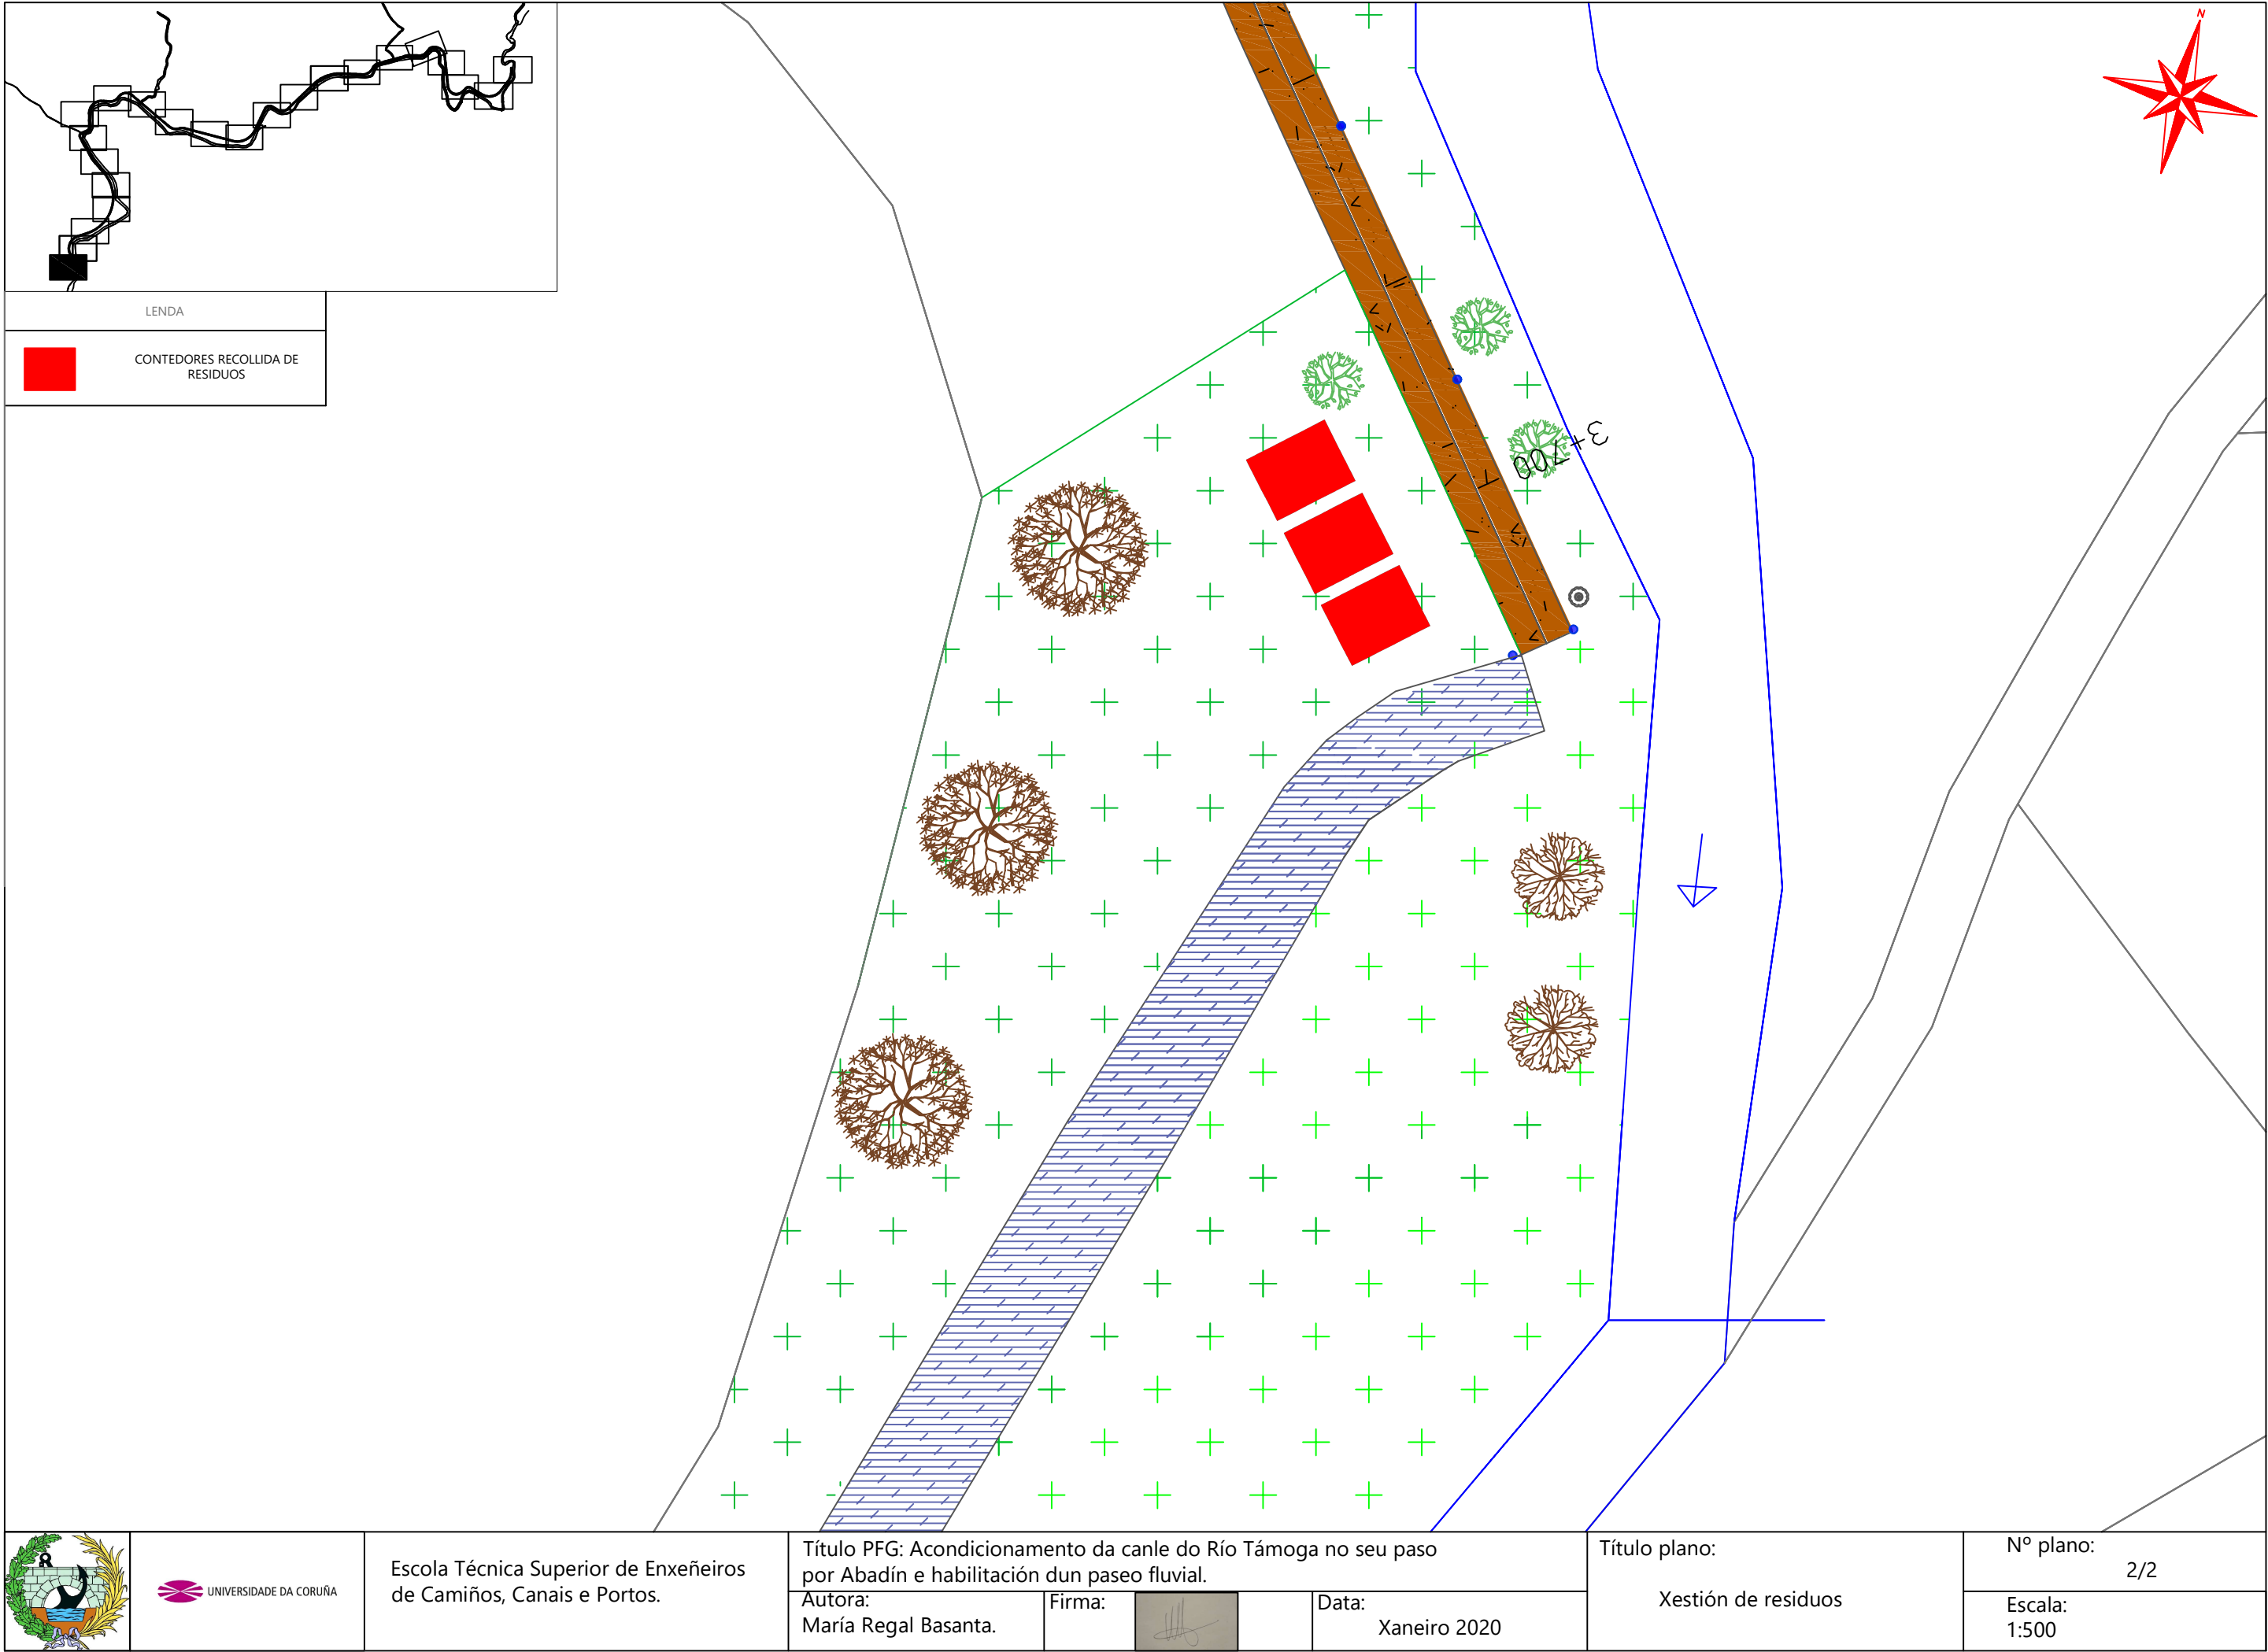 N
LENDA
CONTEDORES RECOLLIDA DE
RESIDUOS
3+700
UNIVERSIDADE DA CORUÑA
Escola Técnica Superior de Enxeñeiros
de Camiños, Canais e Portos.
Título PFG: Acondicionamento da canle do Río Támoga no seu paso
por Abadín e habilitación dun paseo fluvial.
Autora:
María Regal Basanta.
Firma:
Data:
Xaneiro 2020
Título plano:
Xestión de residuos
Nº plano:
2/2
Escala:
1:500